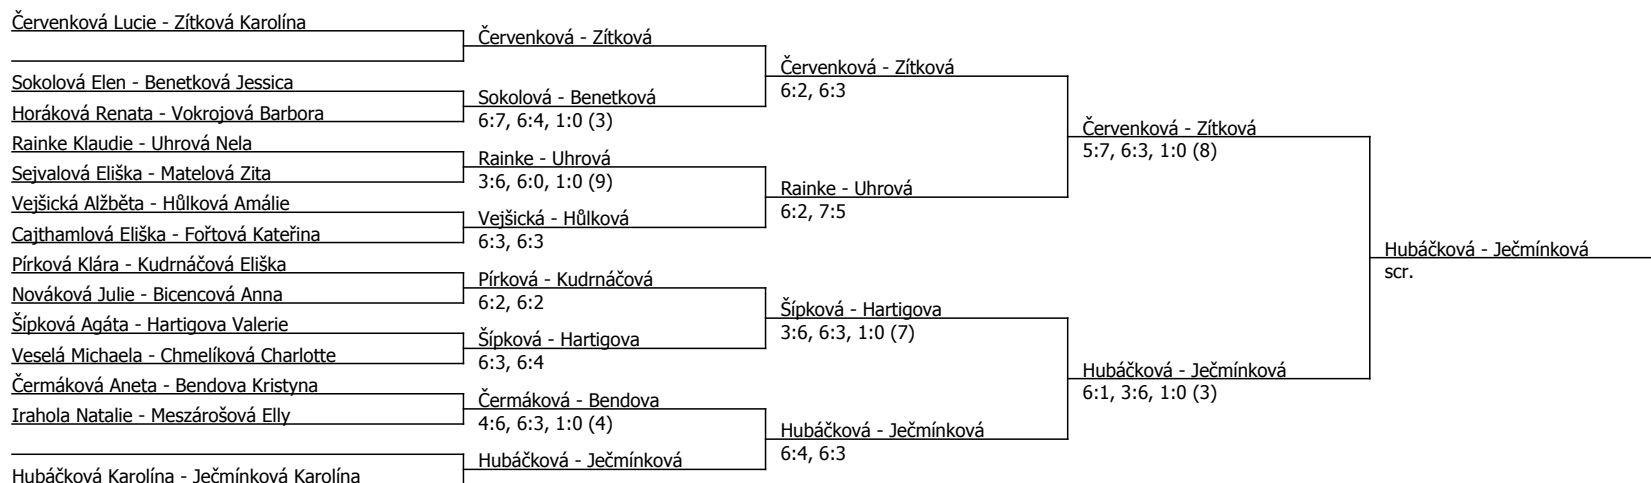 Červenková Lucie - Zítková Karolína
Sokolová Elen - Benetková Jessica
Horáková Renata - Vokrojová Barbora
Rainke Klaudie - Uhrová Nela
Sejvalová Eliška - Matelová Zita
Vejšická Alžběta - Hůlková Amálie
Cajthamlová Eliška - Fořtová Kateřina
Pírková Klára - Kudrnáčová Eliška
Nováková Julie - Bicencová Anna
Šípková Agáta - Hartigova Valerie
Veselá Michaela - Chmelíková Charlotte
Čermáková Aneta - Bendova Kristyna
Irahola Natalie - Meszárošová Elly
Hubáčková Karolína - Ječmínková Karolína
Červenková - Zítková
Sokolová - Benetková
6:7, 6:4, 1:0 (3)
Rainke - Uhrová
3:6, 6:0, 1:0 (9)
Vejšická - Hůlková
6:3, 6:3
Pírková - Kudrnáčová
6:2, 6:2
Šípková - Hartigova
6:3, 6:4
Čermáková - Bendova
4:6, 6:3, 1:0 (4)
Hubáčková - Ječmínková
Červenková - Zítková
6:2, 6:3
Rainke - Uhrová
6:2, 7:5
Šípková - Hartigova
3:6, 6:3, 1:0 (7)
Hubáčková - Ječmínková
6:4, 6:3
Červenková - Zítková
5:7, 6:3, 1:0 (8)
Hubáčková - Ječmínková
6:1, 3:6, 1:0 (3)
Hubáčková - Ječmínková
scr.